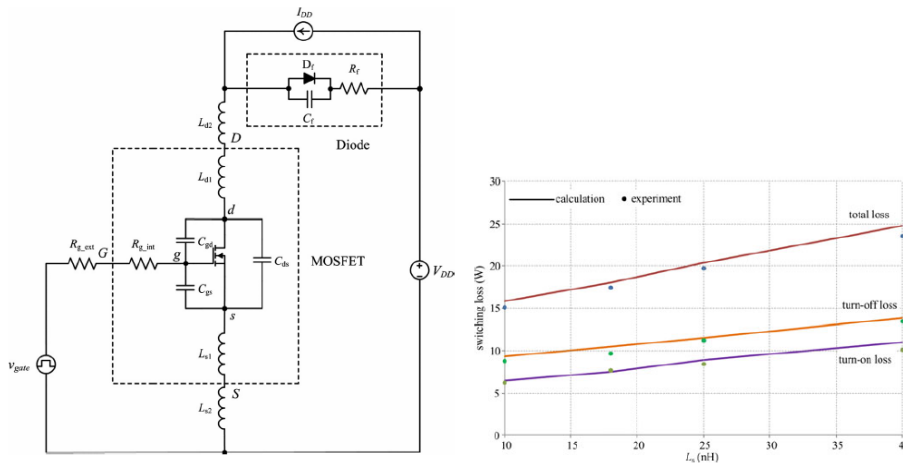 I_DD
D_f
R_f
C_f
Diode
L_d2
D
L_d1
d
R_g_ext
G
R_g_int
g
C_gd
C_gs
C_ds
MOSFET
V_DD,
s
L_s1
S
L_s2
v_gate
30
25
20
15
10
5
0
switching loss (W)
calculation
experiment
total loss
turn-off loss
turn-on loss
10
15
20
25
30
35
4
L_s (nH)